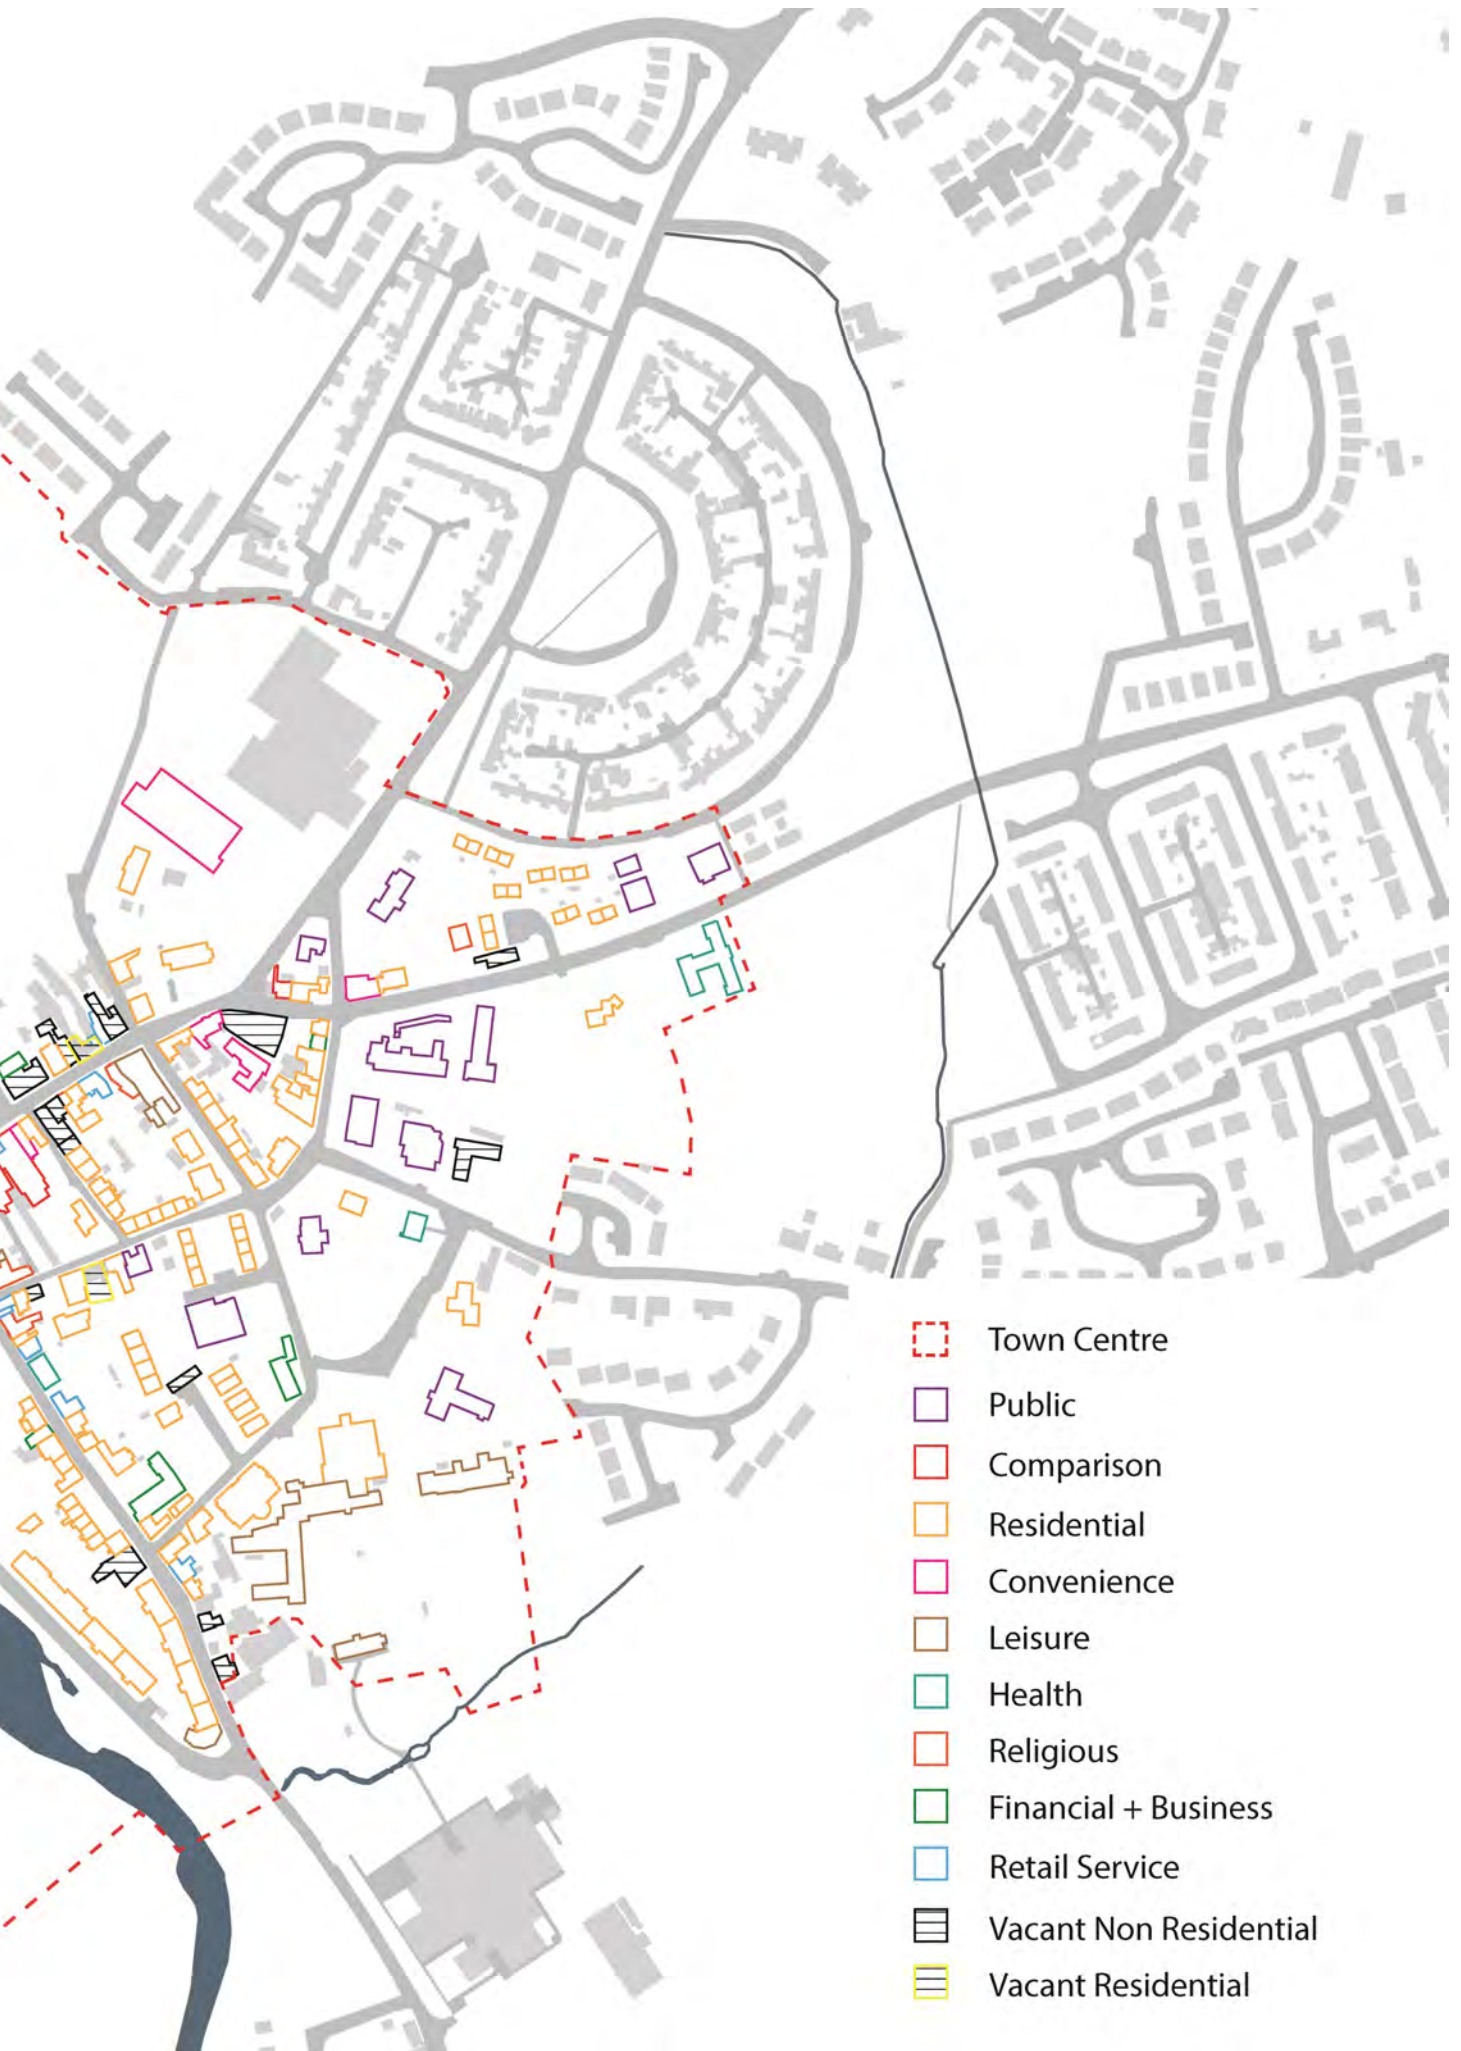 Town Centre
Public
Comparison
Residential
Convenience
Leisure
Health
Religious
Financial + Business
Retail Service
Vacant Non Residential
Vacant Residential